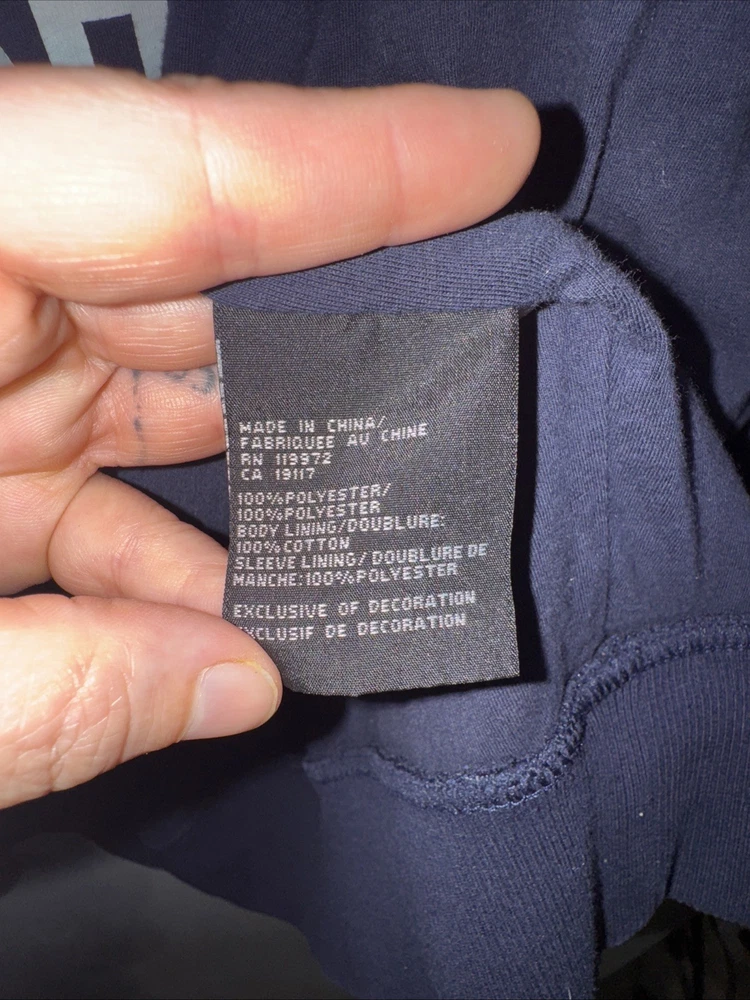 MADE IN CHINA/
FABRIQUEE AU CHINE
RN 119972
CA 19117
100%POLYESTER/
100%POLYESTER
BODY LINING/DOUBLURE:
100%COTTON
SLEEVE LINING/DOUBLURE DE
MANCHE:100%POLYESTER
EXCLUSIVE OF DECORATION
EXCLUSIF DE DECORATION